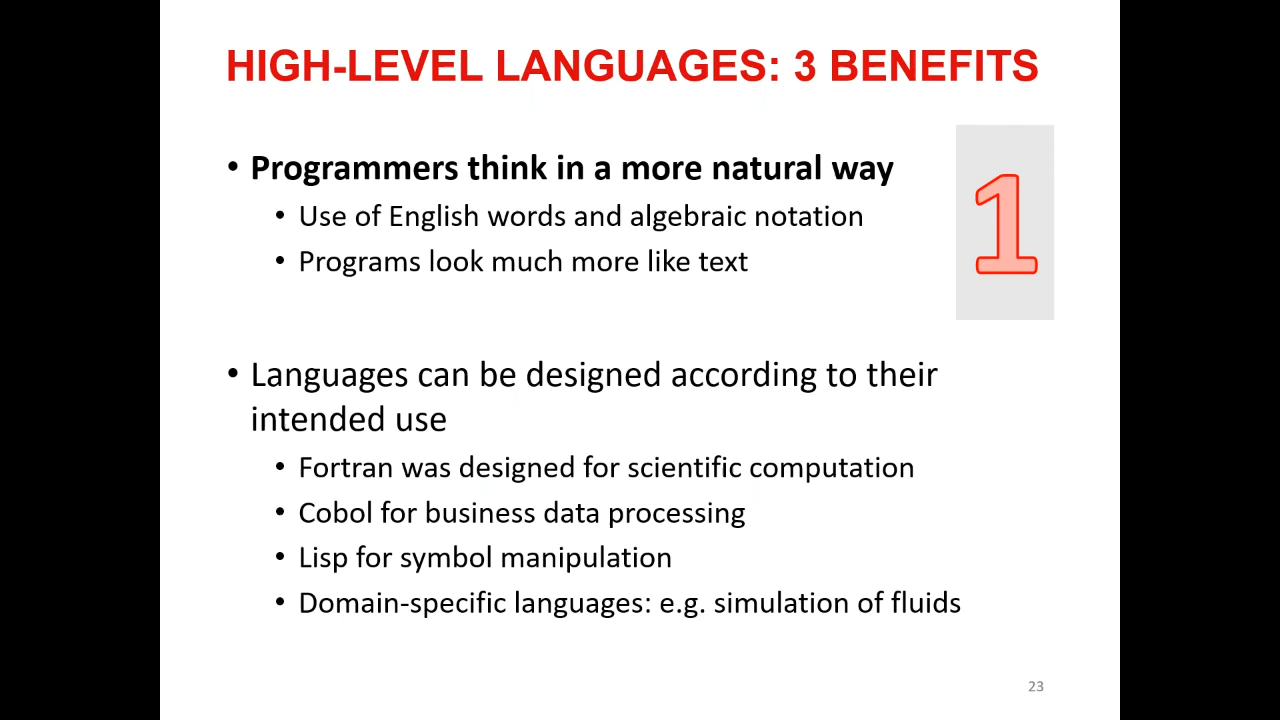 HIGH-LEVEL LANGUAGES: 3 BENEFITS
• Programmers think in a more natural way
• Use of English words and algebraic notation
• Programs look much more like text
1
• Languages can be designed according to their
intended use
• Fortran was designed for scientific computation
• Cobol for business data processing
• Lisp for symbol manipulation
• Domain-specific languages: e.g. simulation of fluids
23